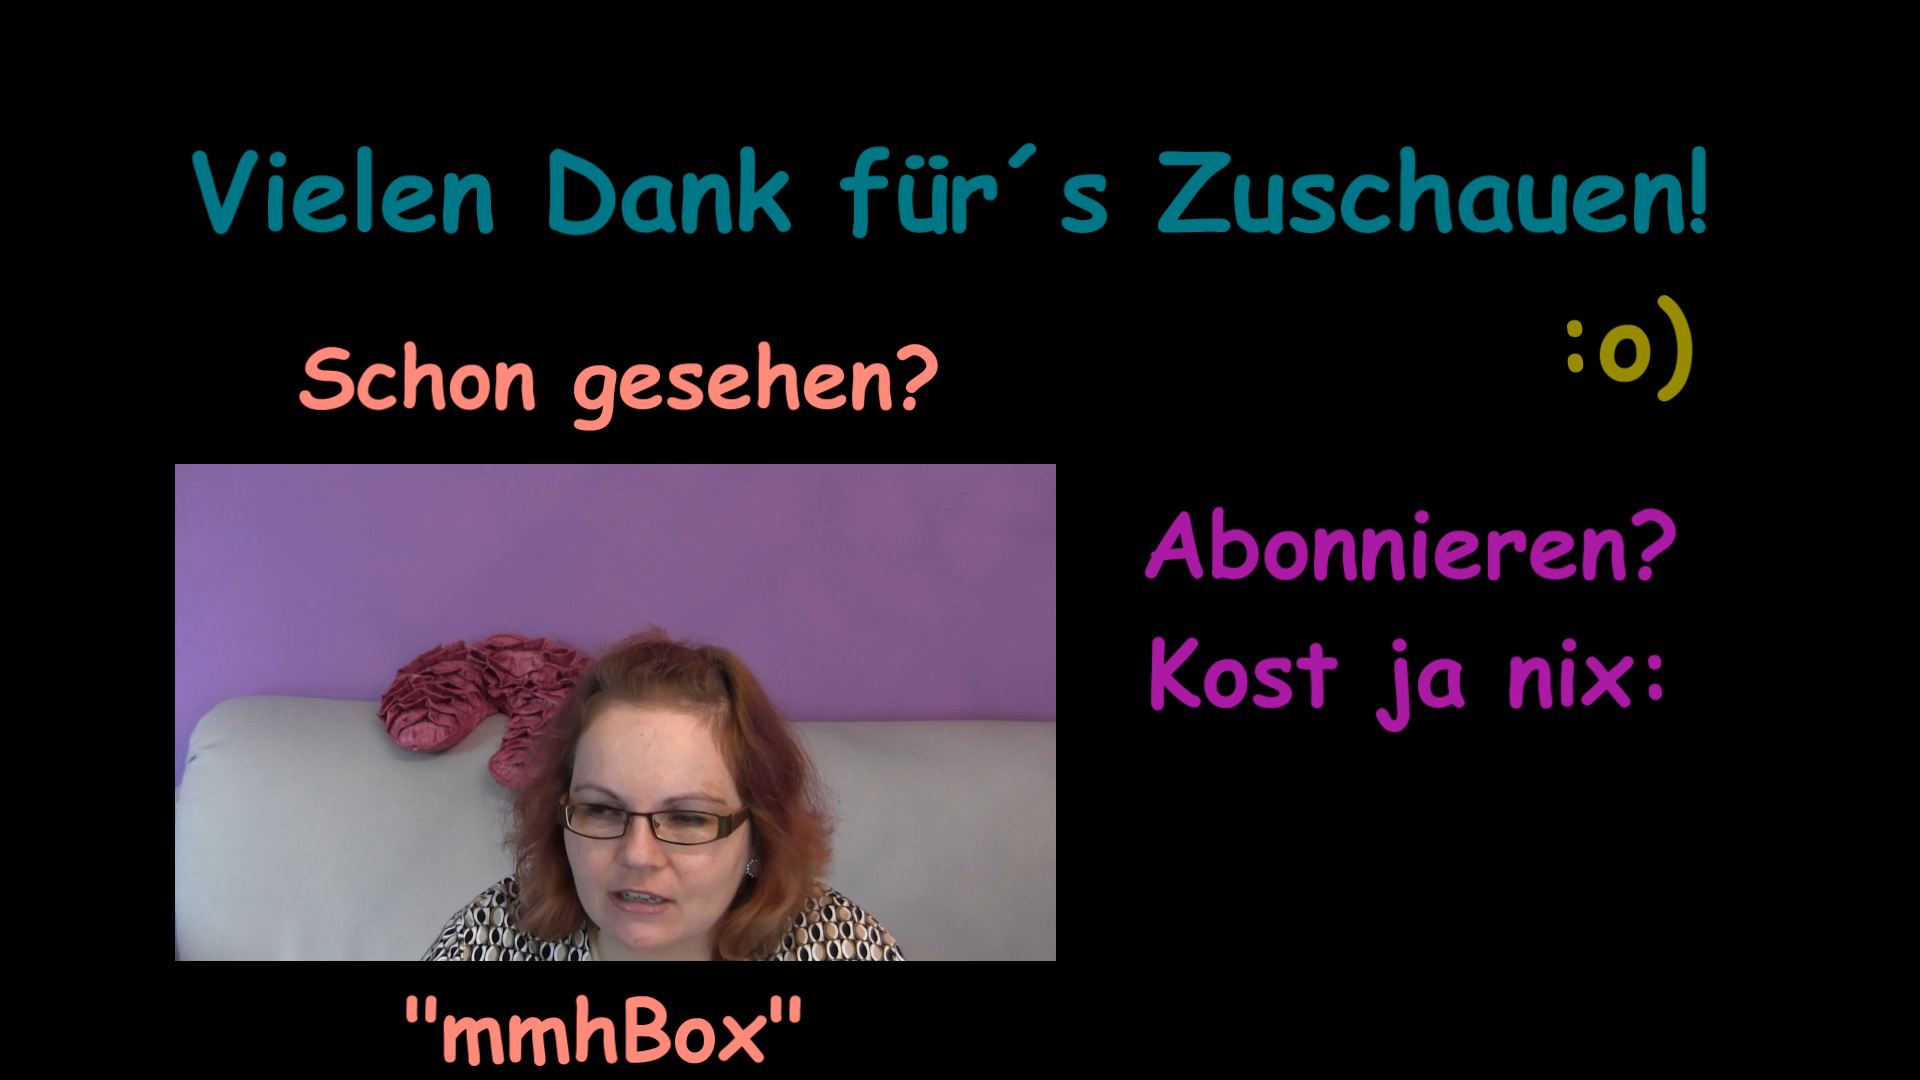 Vielen Dank für´s Zuschauen!
:o)
Schon gesehen?
Abonnieren?
Kost ja nix:
"mmhBox"